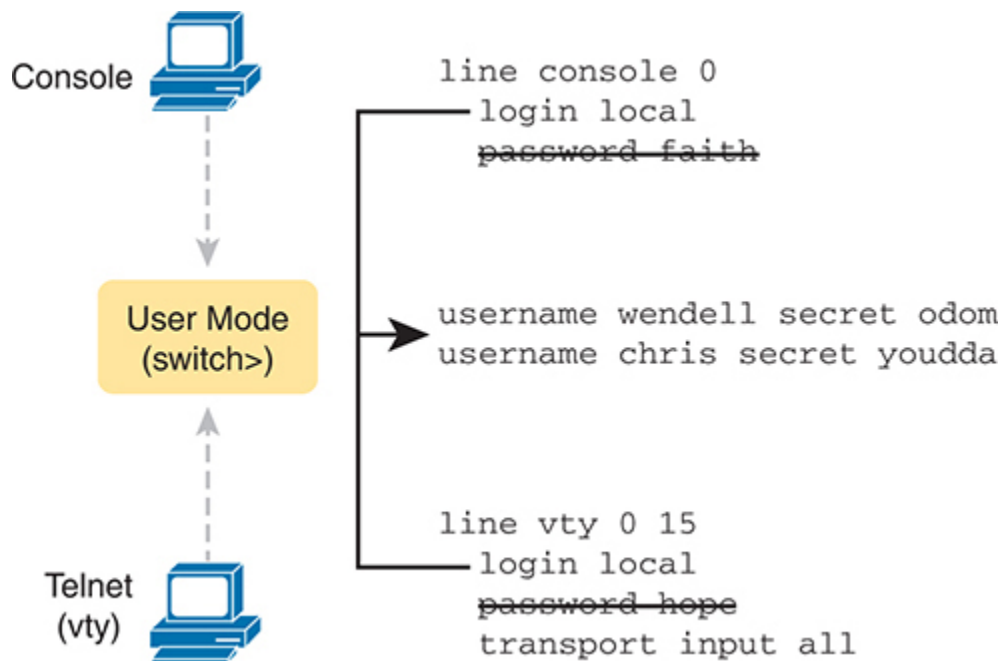 Console
line console 0
login local
password faith
User Mode
(switch>)
username wendell secret odom
username chris secret youdda
line vty 0 15
login local
password hope
transport input all
Telnet
(vty)